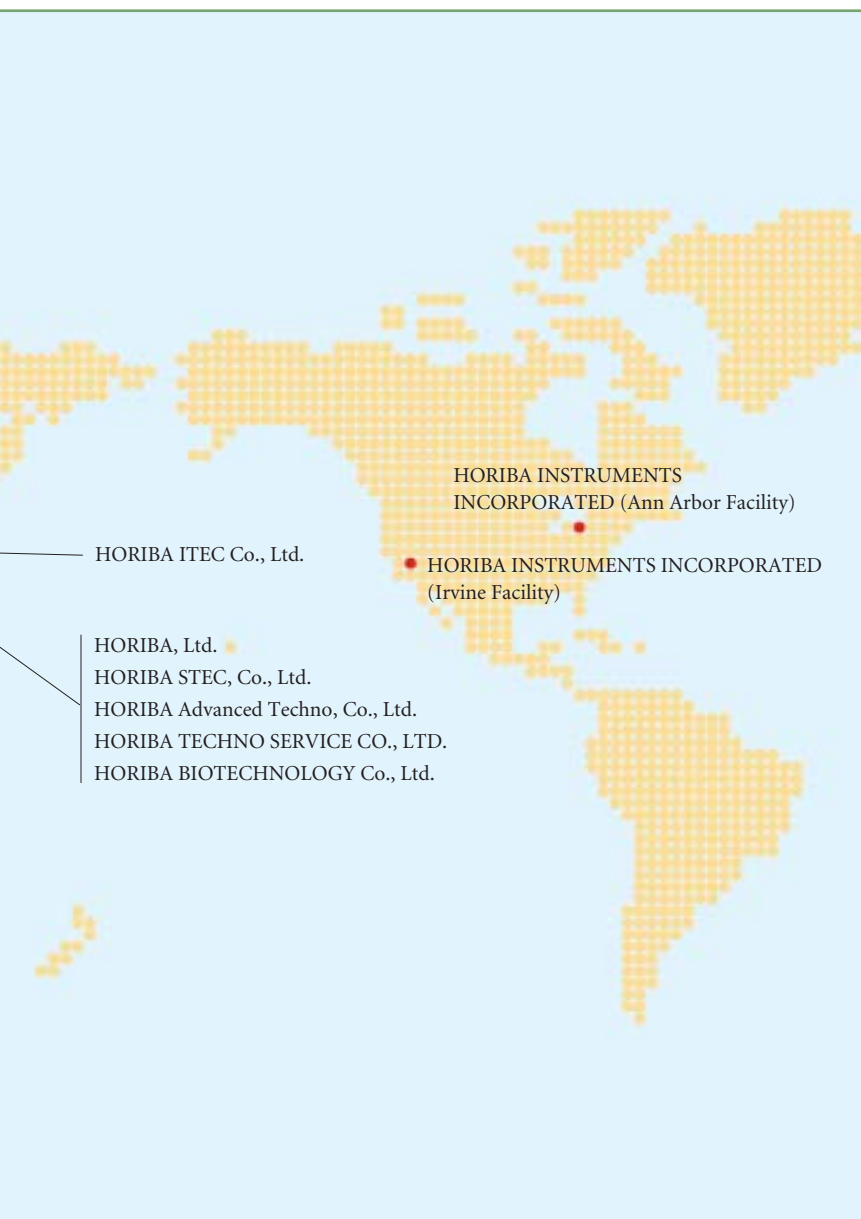 HORIBA INSTRUMENTS
INCORPORATED (Ann Arbor Facility)
HORIBA ITEC Co., Ltd.
HORIBA INSTRUMENTS INCORPORATED
(Irvine Facility)
HORIBA, Ltd.
HORIBA STEC, Co., Ltd.
HORIBA Advanced Techno, Co., Ltd.
HORIBA TECHNO SERVICE CO., LTD.
HORIBA BIOTECHNOLOGY Co., Ltd.